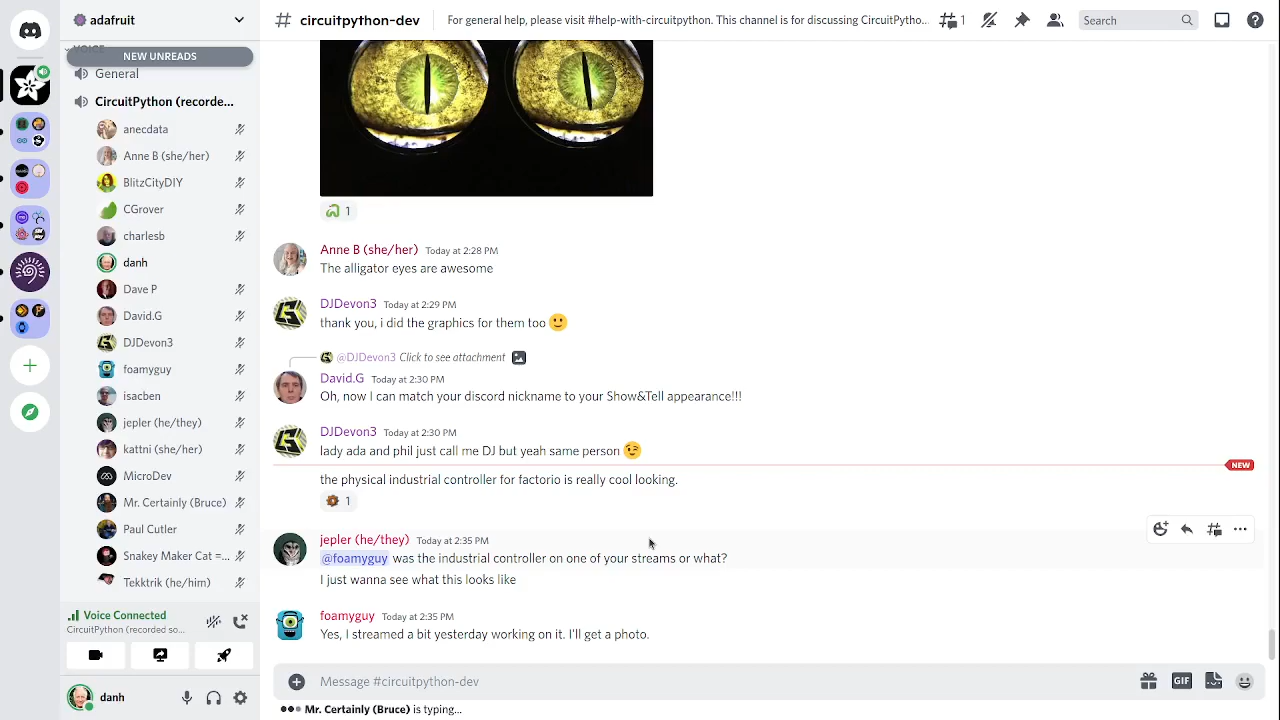 adafruit
circuitpython-dev
For general help, please visit #help-with-circuitpython. This channel is for discussing CircuitPytho...
1
Search
VOICE
NEW UNREADS
General
CircuitPython (recorde...
anecdata
Anne B (she/her)
BlitzCityDIY
CGrover
charlesb
danh
Dave P
David.G
DJDevon3
foamyguy
isacben
jepler (he/they)
kattni (she/her)
MicroDev
Mr. Certainly (Bruce)
Paul Cutler
Snakey Maker Cat =...
Tekktrik (he/him)
Voice Connected
CircuitPython (recorded so...
danh
1
Anne B (she/her) Today at 2:28 PM
The alligator eyes are awesome
DJDevon3 Today at 2:29 PM
thank you, i did the graphics for them too
@DJDevon3 Click to see attachment
David.G Today at 2:30 PM
Oh, now I can match your discord nickname to your Show&Tell appearance!!!
DJDevon3 Today at 2:30 PM
lady ada and phil just call me DJ but yeah same person
NEW
the physical industrial controller for factorio is really cool looking.
1
jepler (he/they) Today at 2:35 PM
@foamyguy was the industrial controller on one of your streams or what?
I just wanna see what this looks like
foamyguy Today at 2:35 PM
Yes, I streamed a bit yesterday working on it. I'll get a photo.
Message #circuitpython-dev
GIF
Mr. Certainly (Bruce) is typing...